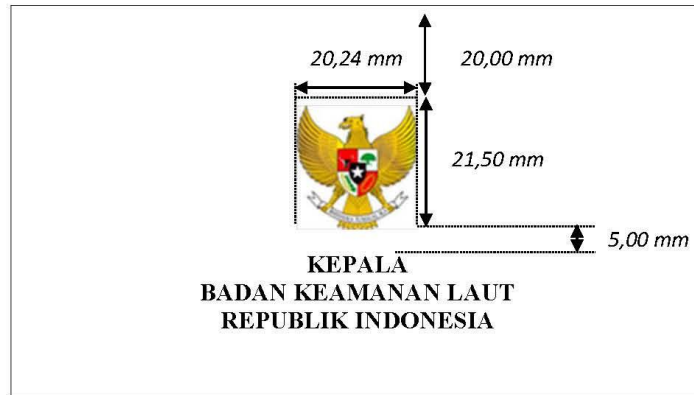 20,24 mm
20,00 mm
21,50 mm
5,00 mm
KEPALA
BADAN KEAMANAN LAUT
REPUBLIK INDONESIA